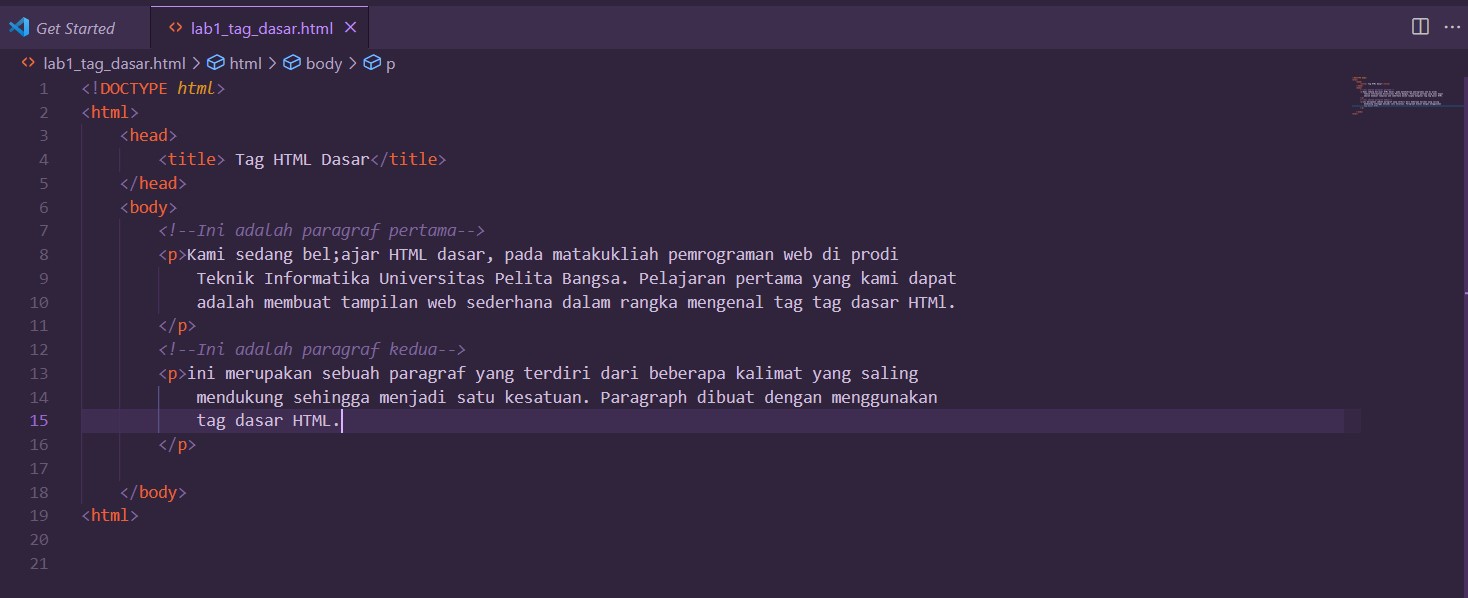 Get Started
lab1_tag_dasar.html
lab1_tag_dasar.html > html > body > p
1 <!DOCTYPE html>
2 <html>
3 <head>
4 <title> Tag HTML Dasar</title>
5 </head>
6 <body>
7 <!--Ini adalah paragraf pertama-->
8 <p>Kami sedang bel;ajar HTML dasar, pada matakukliah pemrograman web di prodi
9 Teknik Informatika Universitas Pelita Bangsa. Pelajaran pertama yang kami dapat
10 adalah membuat tampilan web sederhana dalam rangka mengenal tag tag dasar HTMl.
11 </p>
12 <!--Ini adalah paragraf kedua-->
13 <p>ini merupakan sebuah paragraf yang terdiri dari beberapa kalimat yang saling
14 mendukung sehingga menjadi satu kesatuan. Paragraph dibuat dengan menggunakan
15 tag dasar HTML.
16 </p>
17
18 </body>
19 <html>
20
21